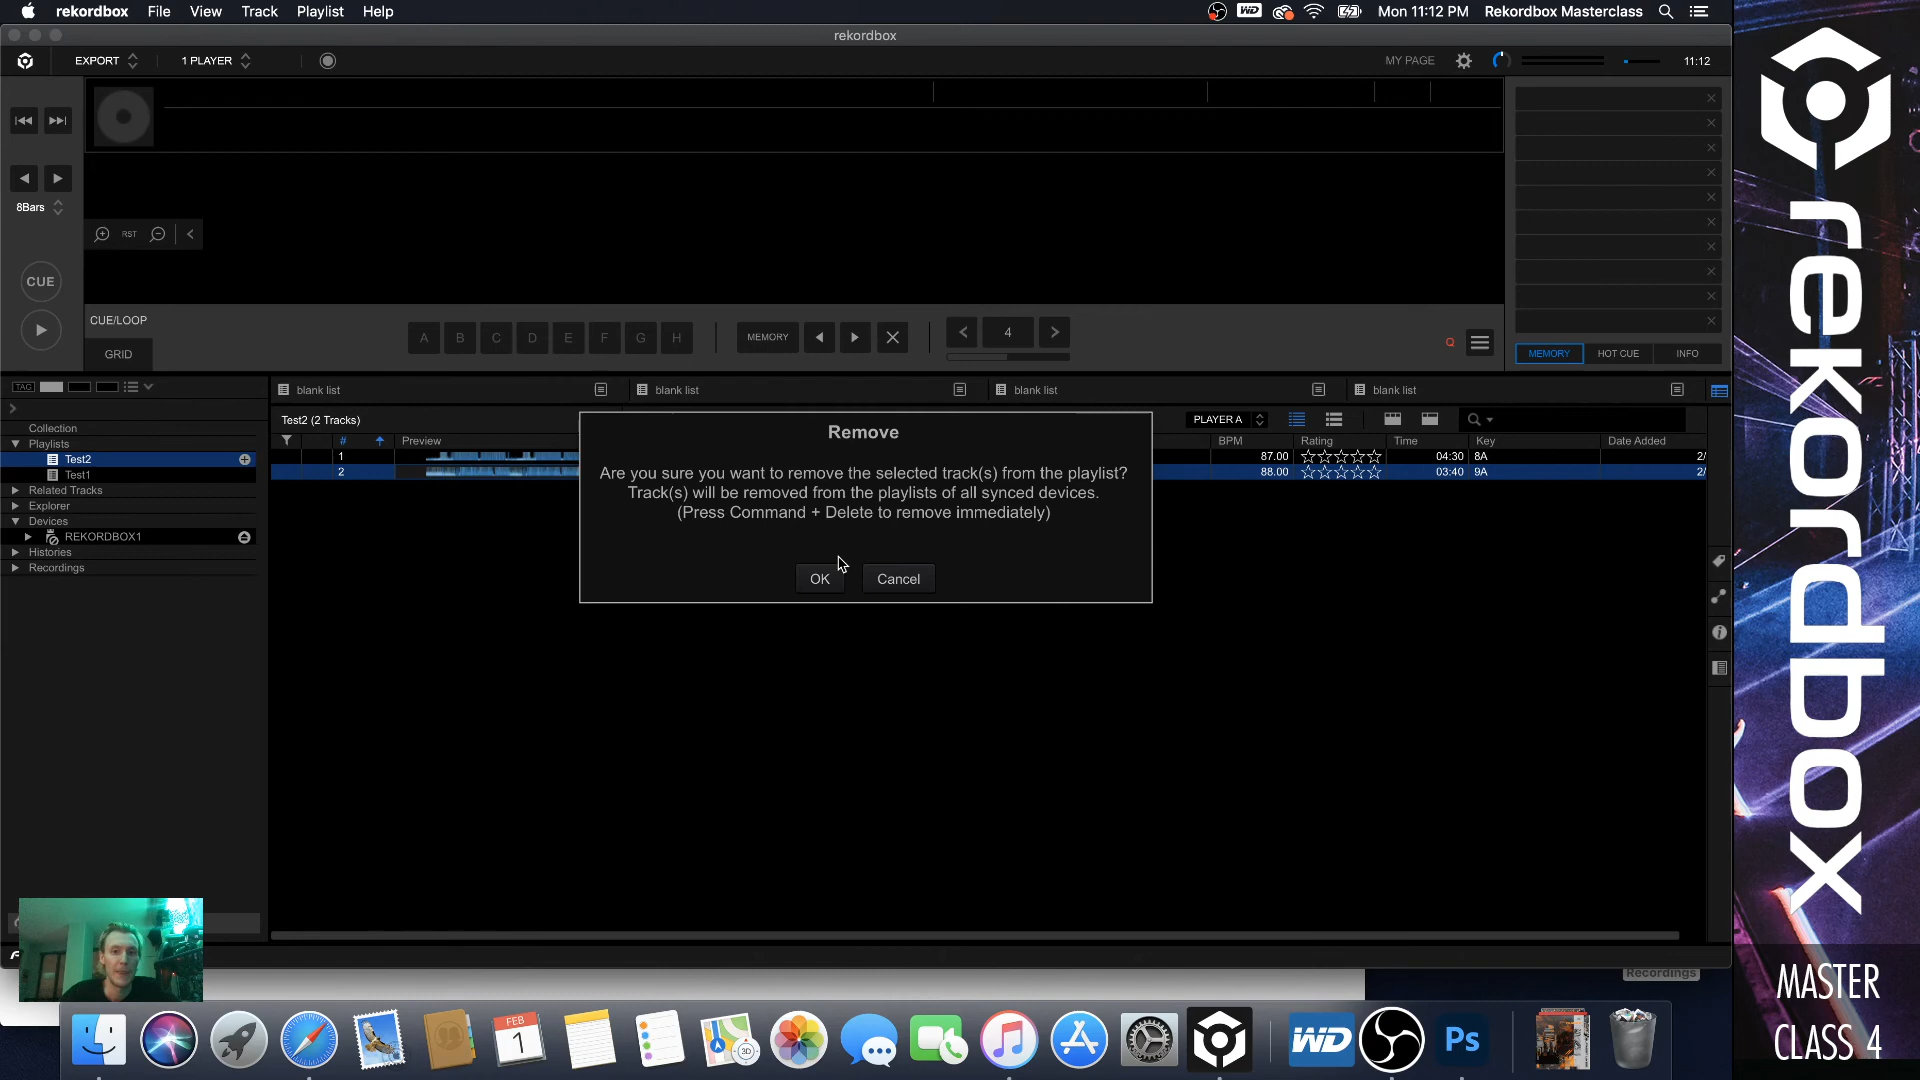 rekordbox File View Track Playlist Help
WD Mon 11:12 PM Rekordbox Masterclass
rekordbox
EXPORT 1 PLAYER MY PAGE 11:12
8Bars
RST
CUE
CUE/LOOP
A B C D E F G H MEMORY 4 Q
GRID
MEMORY HOT CUE INFO
TAG
blank list blank list blank list blank list
Collection
Playlists
Test2
Test1
Related Tracks
Explorer
Devices
REKORDBOX1
Histories
Recordings
Test2 (2 Tracks) PLAYER A
# Preview BPM Rating Time Key Date Added
1 87.00 04:30 8A 2/
2 88.00 03:40 9A 2/
Remove
Are you sure you want to remove the selected track(s) from the playlist?
Track(s) will be removed from the playlists of all synced devices.
(Press Command + Delete to remove immediately)
OK Cancel
Recordings
FEB
1
3D
WD
Ps
rekordbox
MASTER
CLASS 4